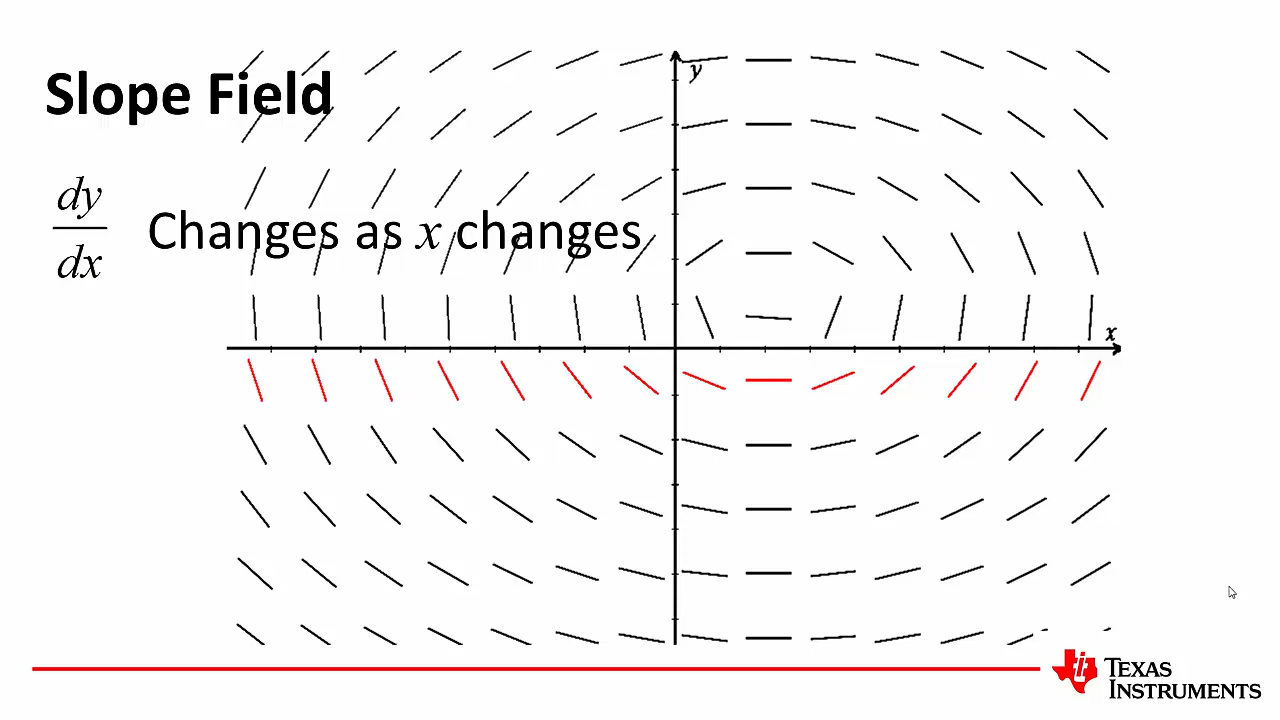 Slope Field
y
dy
dx
Changes as x changes
x
TEXAS
INSTRUMENTS